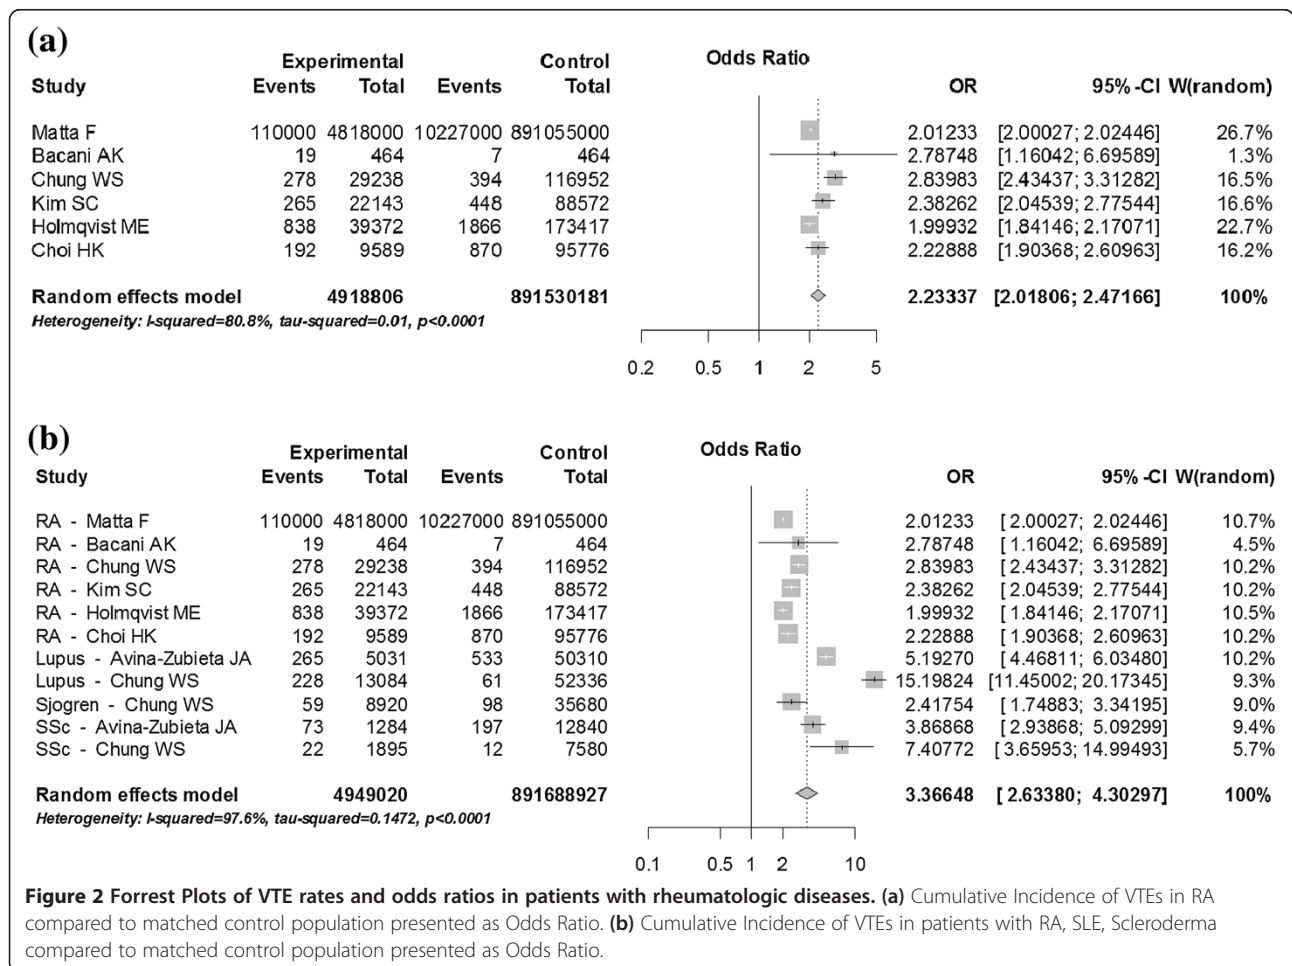 (a)
Experimental Control Odds Ratio
Study Events Total Events Total OR 95% -CI W(random)
Matta F 110000 4818000 10227000 891055000 2.01233 [2.00027; 2.02446] 26.7%
Bacani AK 19 464 7 464 2.78748 [1.16042; 6.69589] 1.3%
Chung WS 278 29238 394 116952 2.83983 [2.43437; 3.31282] 16.5%
Kim SC 265 22143 448 88572 2.38262 [2.04539; 2.77544] 16.6%
Holmqvist ME 838 39372 1866 173417 1.99932 [1.84146; 2.17071] 22.7%
Choi HK 192 9589 870 95776 2.22888 [1.90368; 2.60963] 16.2%
Random effects model 4918806 891530181 2.23337 [2.01806; 2.47166] 100%
Heterogeneity: I-squared=80.8%, tau-squared=0.01, p<0.0001
0.2 0.5 1 2 5
(b)
Experimental Control Odds Ratio
Study Events Total Events Total OR 95% -CI W(random)
RA - Matta F 110000 4818000 10227000 891055000 2.01233 [ 2.00027; 2.02446] 10.7%
RA - Bacani AK 19 464 7 464 2.78748 [ 1.16042; 6.69589] 4.5%
RA - Chung WS 278 29238 394 116952 2.83983 [ 2.43437; 3.31282] 10.2%
RA - Kim SC 265 22143 448 88572 2.38262 [ 2.04539; 2.77544] 10.2%
RA - Holmqvist ME 838 39372 1866 173417 1.99932 [ 1.84146; 2.17071] 10.5%
RA - Choi HK 192 9589 870 95776 2.22888 [ 1.90368; 2.60963] 10.2%
Lupus - Avina-Zubieta JA 265 5031 533 50310 5.19270 [ 4.46811; 6.03480] 10.2%
Lupus - Chung WS 228 13084 61 52336 15.19824 [11.45002; 20.17345] 9.3%
Sjogren - Chung WS 59 8920 98 35680 2.41754 [ 1.74883; 3.34195] 9.0%
SSc - Avina-Zubieta JA 73 1284 197 12840 3.86868 [ 2.93868; 5.09299] 9.4%
SSc - Chung WS 22 1895 12 7580 7.40772 [ 3.65953; 14.99493] 5.7%
Random effects model 4949020 891688927 3.36648 [ 2.63380; 4.30297] 100%
Heterogeneity: I-squared=97.6%, tau-squared=0.1472, p<0.0001
0.1 0.5 1 2 10
Figure 2 Forrest Plots of VTE rates and odds ratios in patients with rheumatologic diseases. (a) Cumulative Incidence of VTEs in RA
compared to matched control population presented as Odds Ratio. (b) Cumulative Incidence of VTEs in patients with RA, SLE, Scleroderma
compared to matched control population presented as Odds Ratio.